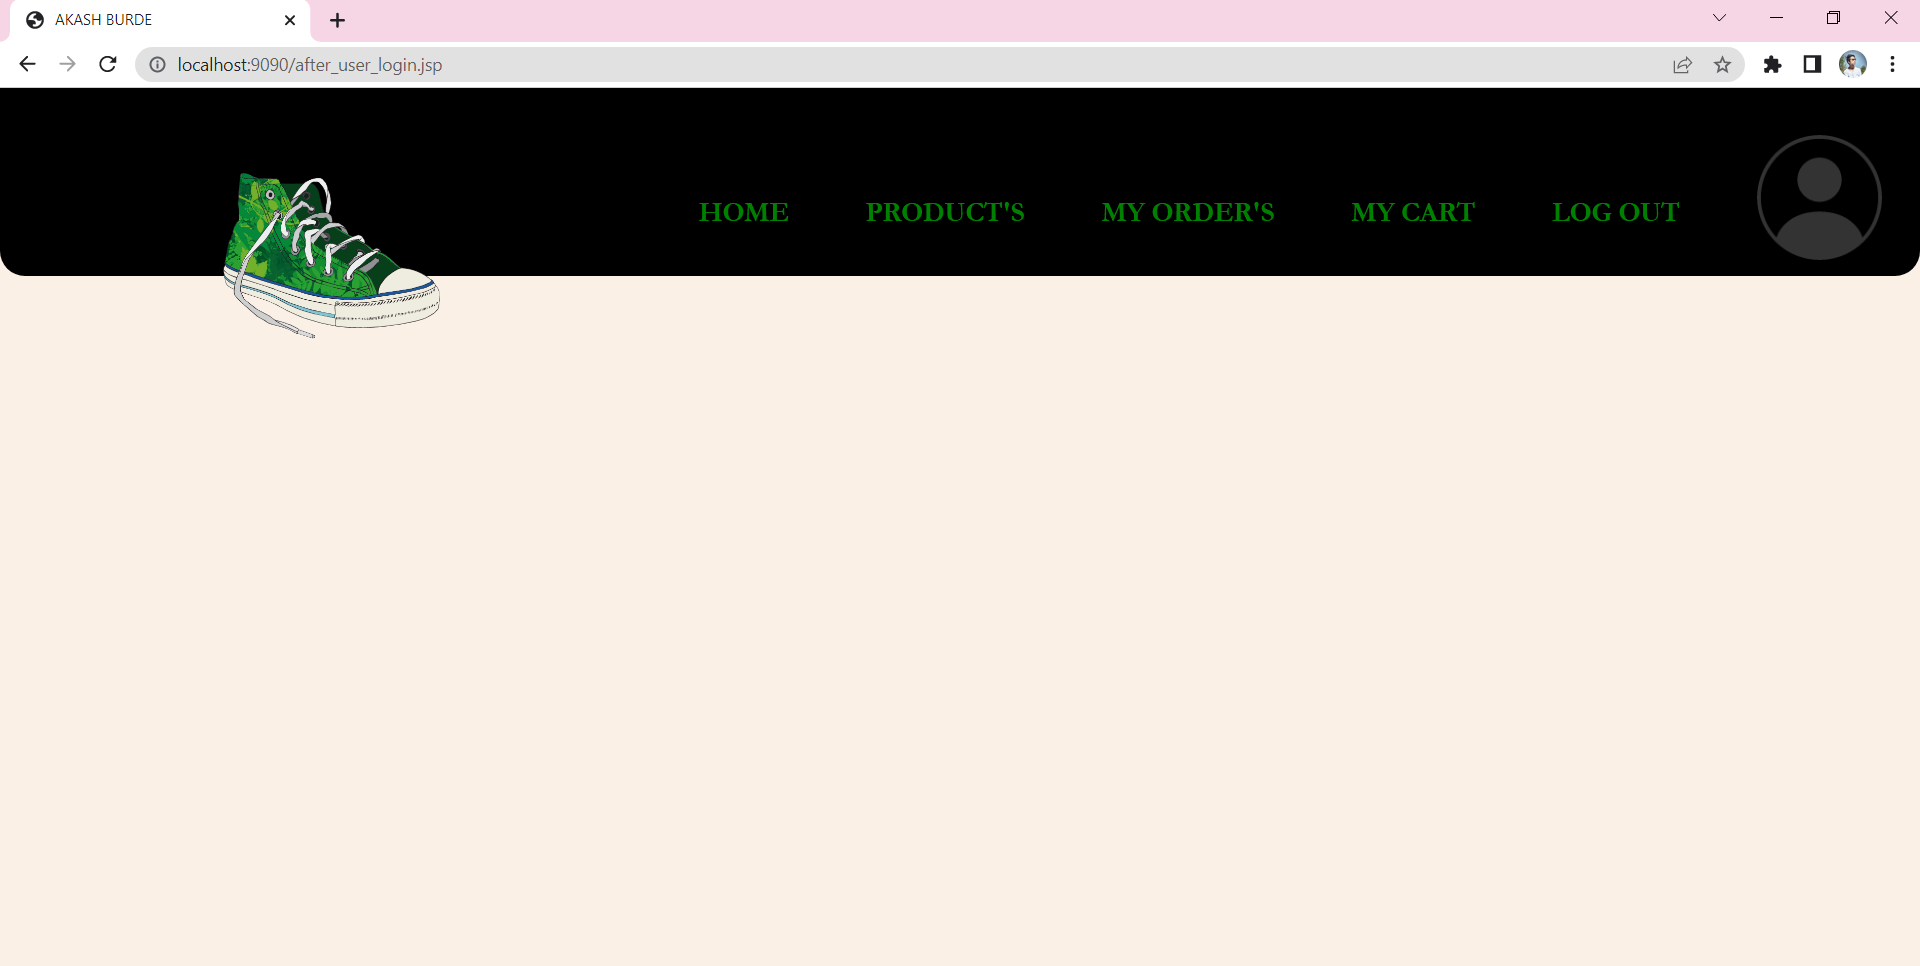 AKASH BURDE
localhost:9090/after_user_login.jsp
HOME PRODUCT'S MY ORDER'S MY CART LOG OUT